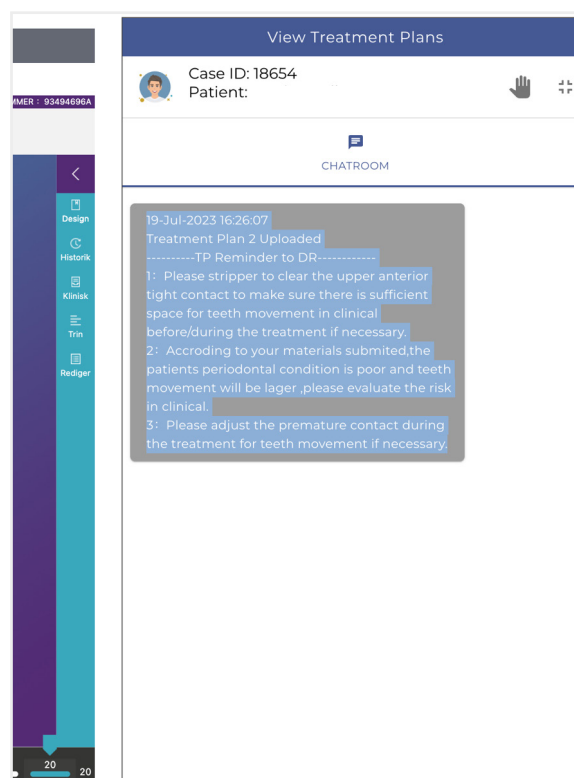 View Treatment Plans
Case ID: 18654
Patient:
MMER : 93494696A
CHATROOM
Design
Historik
Klinisk
Trin
Rediger
19-Jul-2023 16:26:07
Treatment Plan 2 Uploaded
----------TP Reminder to DR------------
1: Please stripper to clear the upper anterior
tight contact to make sure there is sufficient
space for teeth movement in clinical
before/during the treatment if necessary.
2: Accroding to your materials submited,the
patients periodontal condition is poor and teeth
movement will be lager ,please evaluate the risk
in clinical.
3: Please adjust the premature contact during
the treatment for teeth movement if necessary.
20
20